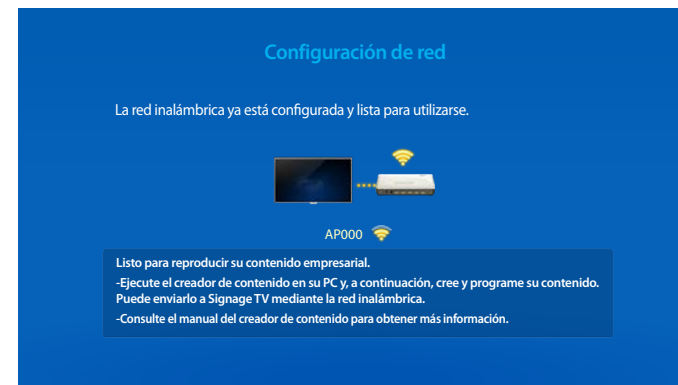 Configuración de red
La red inalámbrica ya está configurada y lista para utilizarse.
AP000
Listo para reproducir su contenido empresarial.
-Ejecute el creador de contenido en su PC y, a continuación, cree y programe su contenido.
Puede enviarlo a Signage TV mediante la red inalámbrica.
-Consulte el manual del creador de contenido para obtener más información.